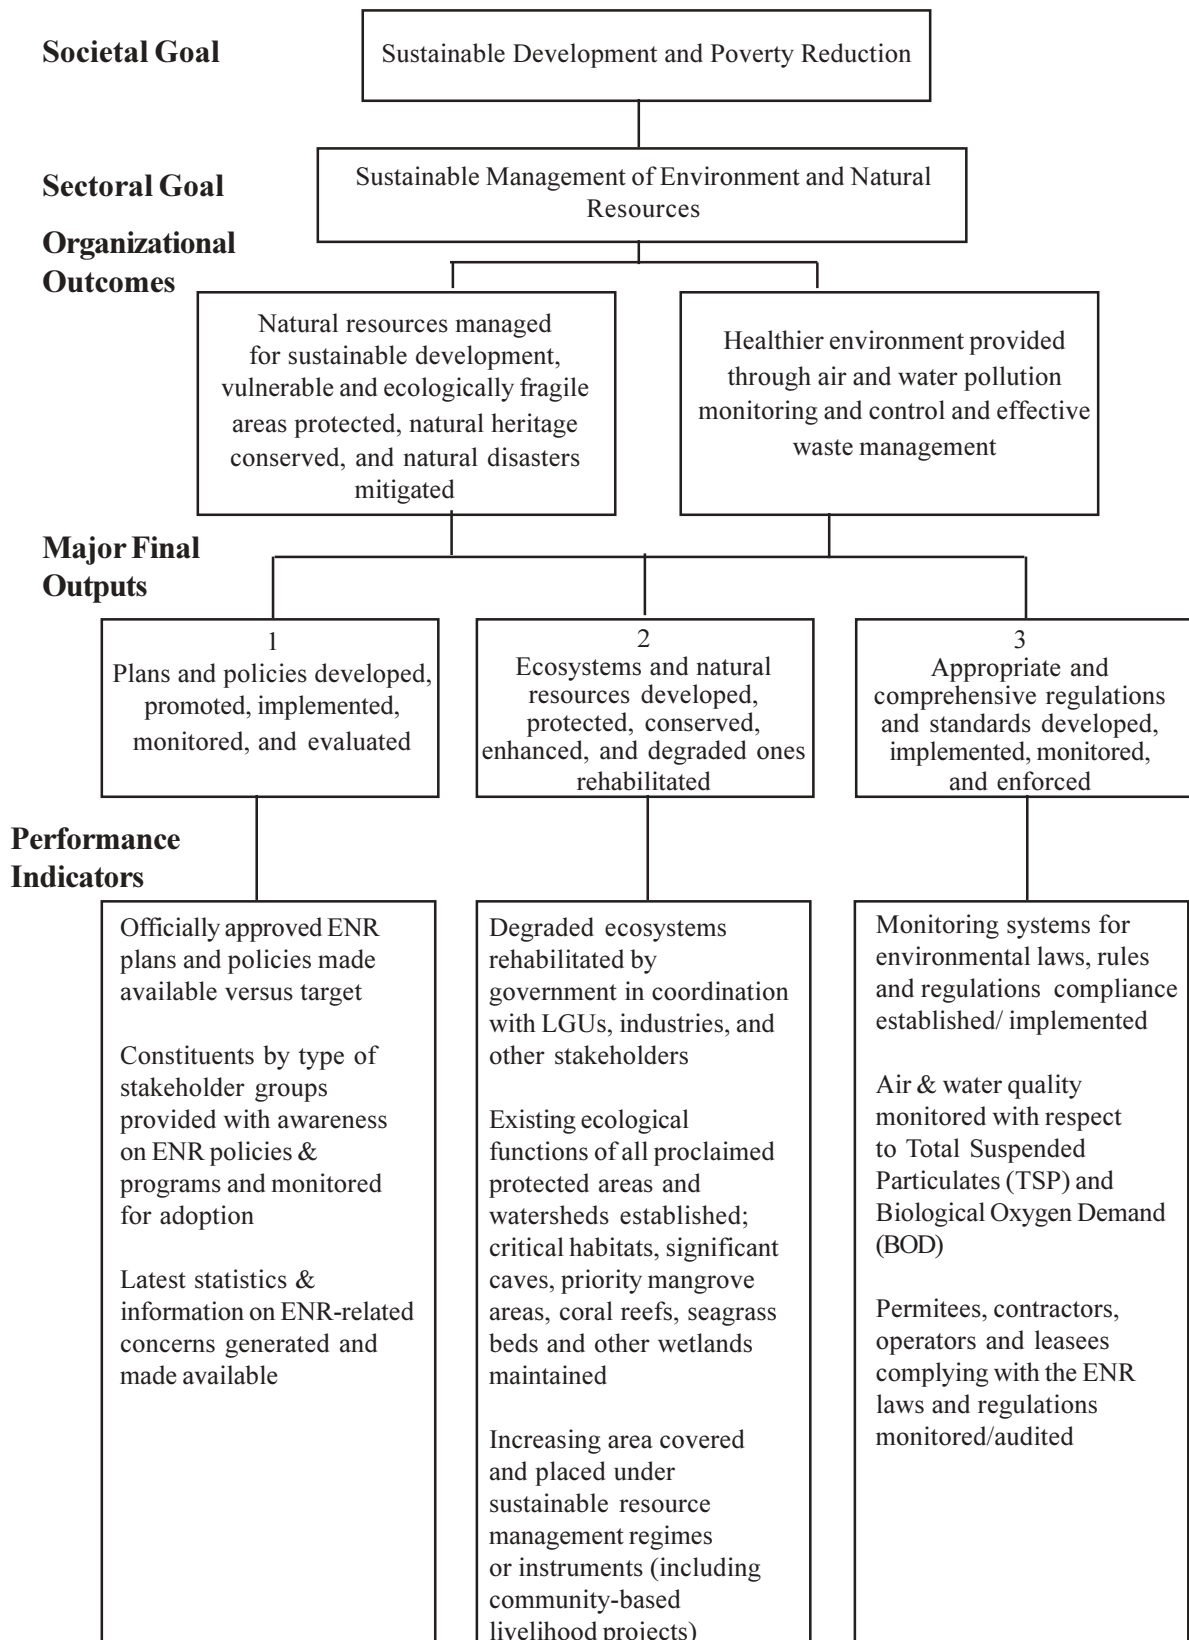 Societal Goal
Sustainable Development and Poverty Reduction
Sectoral Goal
Sustainable Management of Environment and Natural
Resources
Organizational
Outcomes
Natural resources managed
for sustainable development,
vulnerable and ecologically fragile
areas protected, natural heritage
conserved, and natural disasters
mitigated
Healthier environment provided
through air and water pollution
monitoring and control and effective
waste management
Major Final
Outputs
1
Plans and policies developed,
promoted, implemented,
monitored, and evaluated
2
Ecosystems and natural
resources developed,
protected, conserved,
enhanced, and degraded ones
rehabilitated
3
Appropriate and
comprehensive regulations
and standards developed,
implemented, monitored,
and enforced
Performance
Indicators
Officially approved ENR
plans and policies made
available versus target
Constituents by type of
stakeholder groups
provided with awareness
on ENR policies &
programs and monitored
for adoption
Latest statistics &
information on ENR-related
concerns generated and
made available
Degraded ecosystems
rehabilitated by
government in coordination
with LGUs, industries, and
other stakeholders
Existing ecological
functions of all proclaimed
protected areas and
watersheds established;
critical habitats, significant
caves, priority mangrove
areas, coral reefs, seagrass
beds and other wetlands
maintained
Increasing area covered
and placed under
sustainable resource
management regimes
or instruments (including
community-based
livelihood projects)
Monitoring systems for
environmental laws, rules
and regulations compliance
established/ implemented
Air & water quality
monitored with respect
to Total Suspended
Particulates (TSP) and
Biological Oxygen Demand
(BOD)
Permitees, contractors,
operators and leasees
complying with the ENR
laws and regulations
monitored/audited